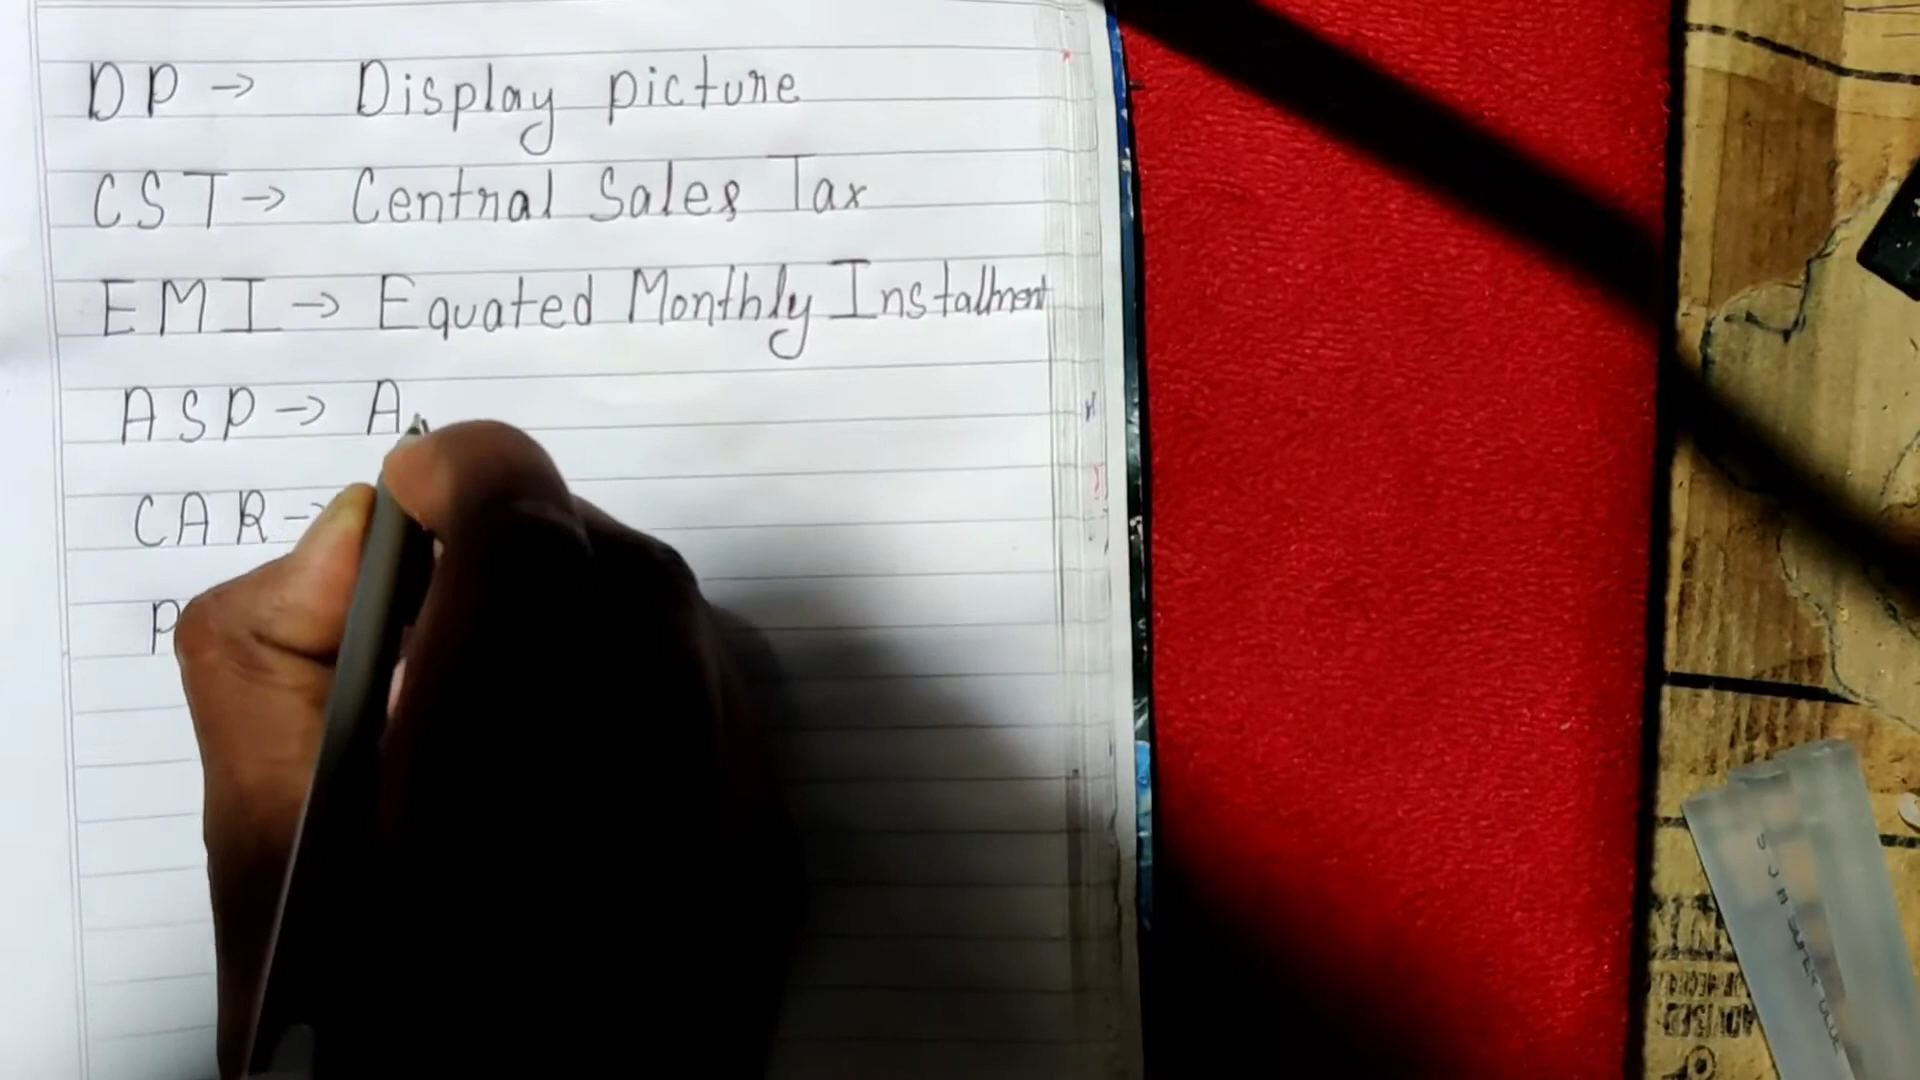 DP → Display picture
CST → Central Sales Tax
EMI → Equated Monthly Installment
ASP → A
CAR →
P